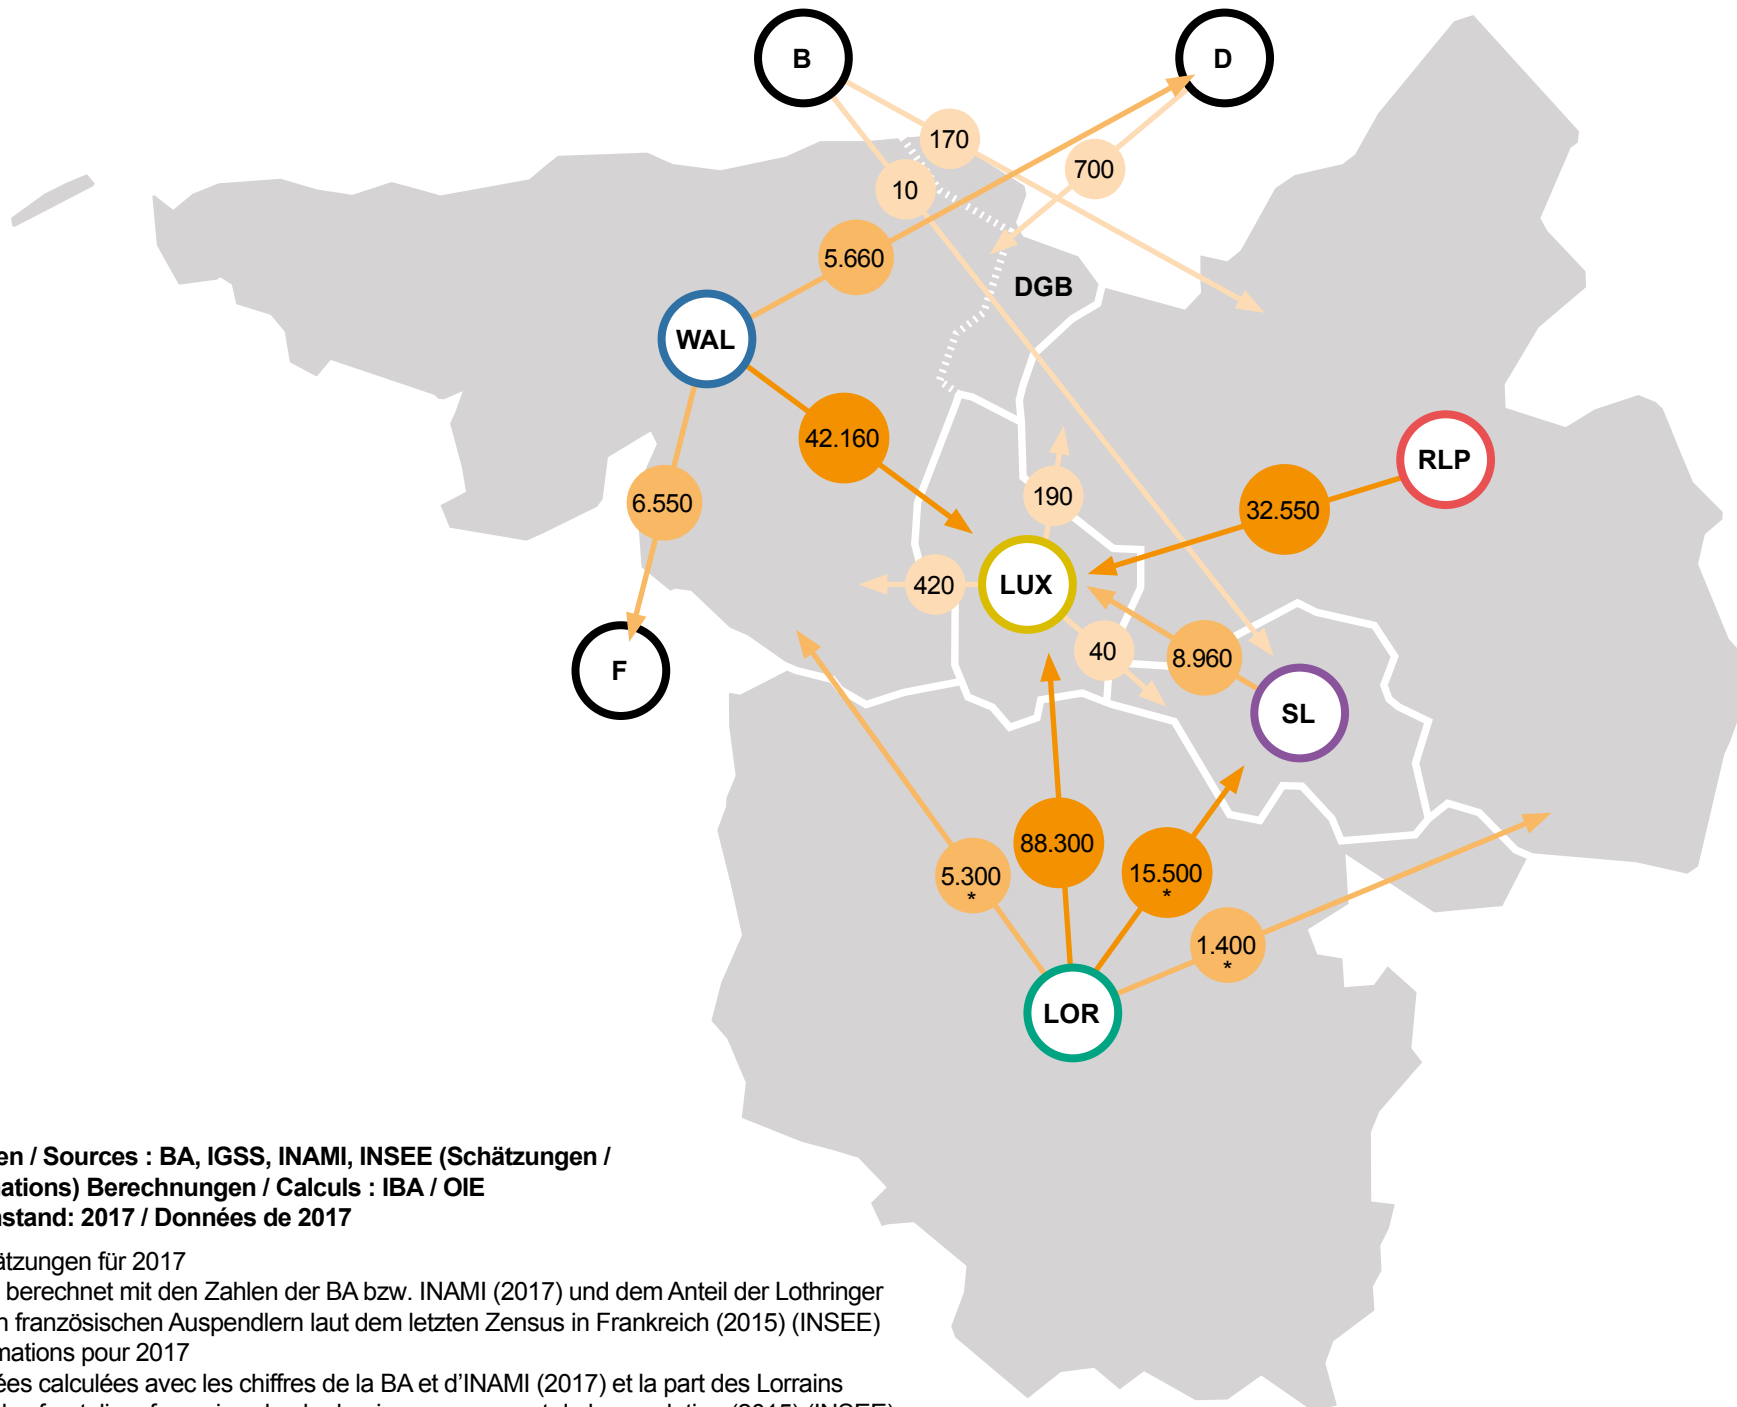 B
D
170
700
10
5.660
DGB
WAL
42.160
RLP
190
32.550
6.550
420
LUX
40
8.960
F
SL
88.300
5.300
*
15.500
*
1.400
*
LOR
en / Sources : BA, IGSS, INAMI, INSEE (Schätzungen /
ations) Berechnungen / Calculs : IBA / OIE
stand: 2017 / Données de 2017
ätzungen für 2017
berechnet mit den Zahlen der BA bzw. INAMI (2017) und dem Anteil der Lothringer
n französischen Auspendlern laut dem letzten Zensus in Frankreich (2015) (INSEE)
mations pour 2017
ées calculées avec les chiffres de la BA et d'INAMI (2017) et la part des Lorrains
(2015) (INSEE)